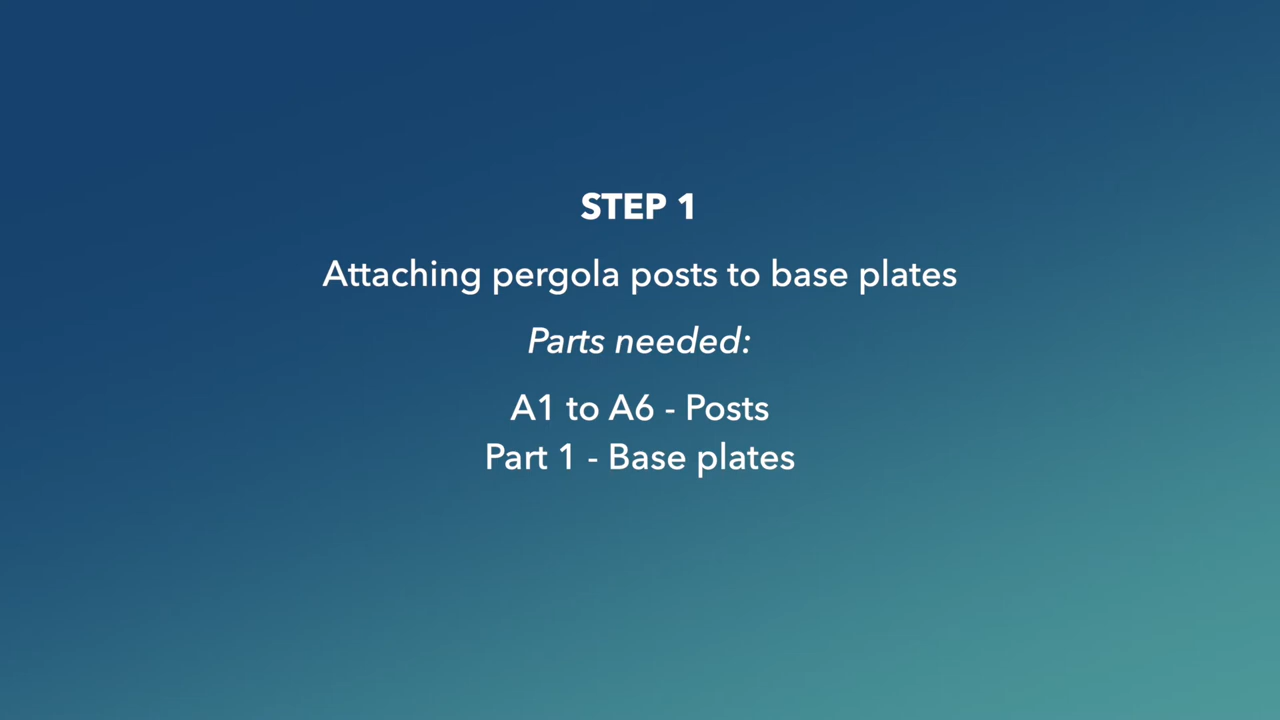 STEP 1
Attaching pergola posts to base plates
Parts needed:
A1 to A6 - Posts
Part 1 - Base plates